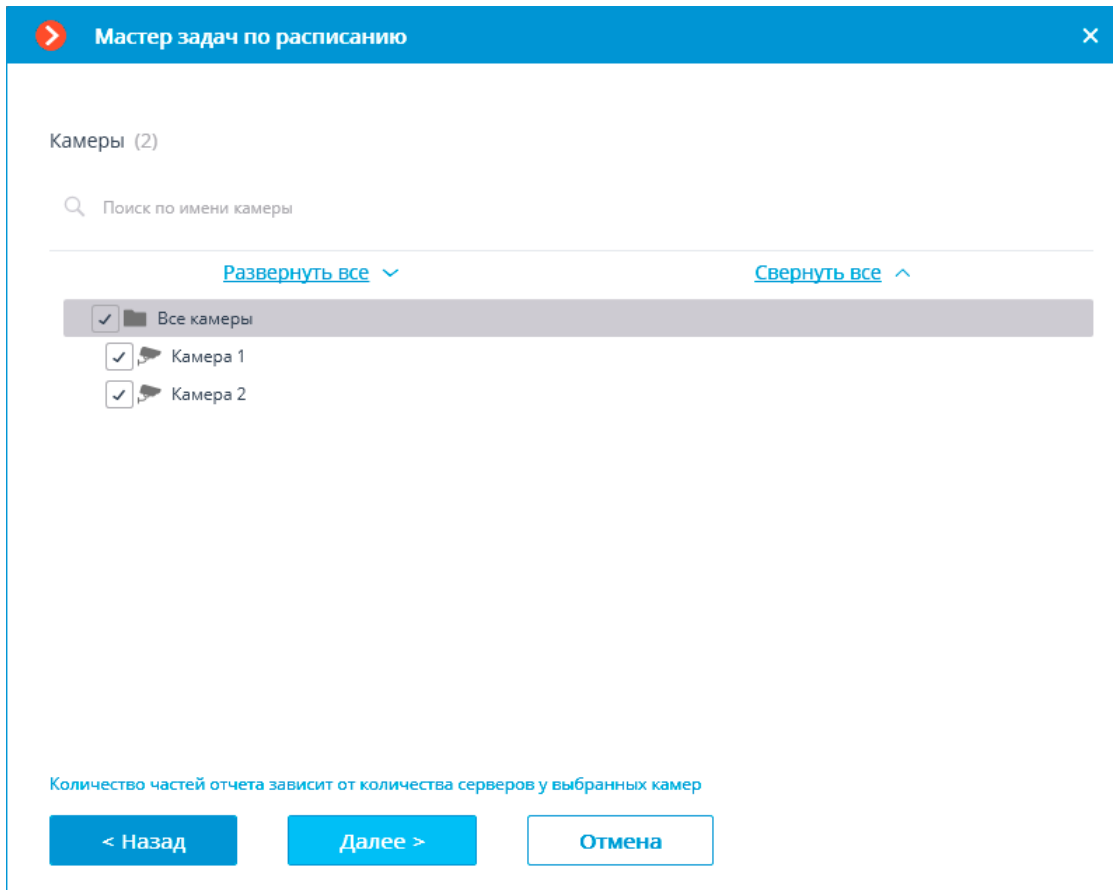 Мастер задач по расписанию
Камеры (2)
Поиск по имени камеры
Развернуть все Свернуть все
Все камеры
Камера 1
Камера 2
Количество частей отчета зависит от количества серверов у выбранных камер
< Назад Далее > Отмена